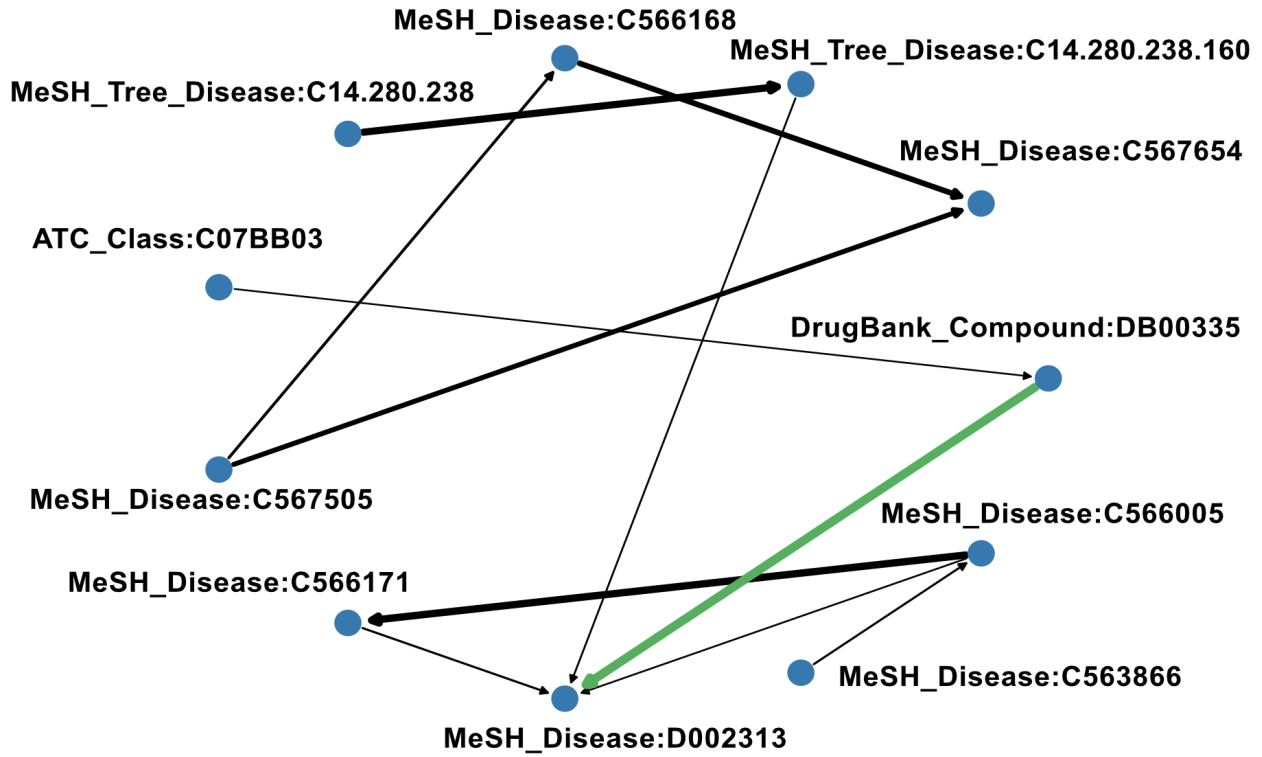 MeSH_Disease:C566168
MeSH_Tree_Disease:C14.280.238.160
MeSH_Tree_Disease:C14.280.238
MeSH_Disease:C567654
ATC_Class:C07BB03
DrugBank_Compound:DB00335
MeSH_Disease:C567505
MeSH_Disease:C566005
MeSH_Disease:C566171
MeSH_Disease:C563866
MeSH_Disease:D002313